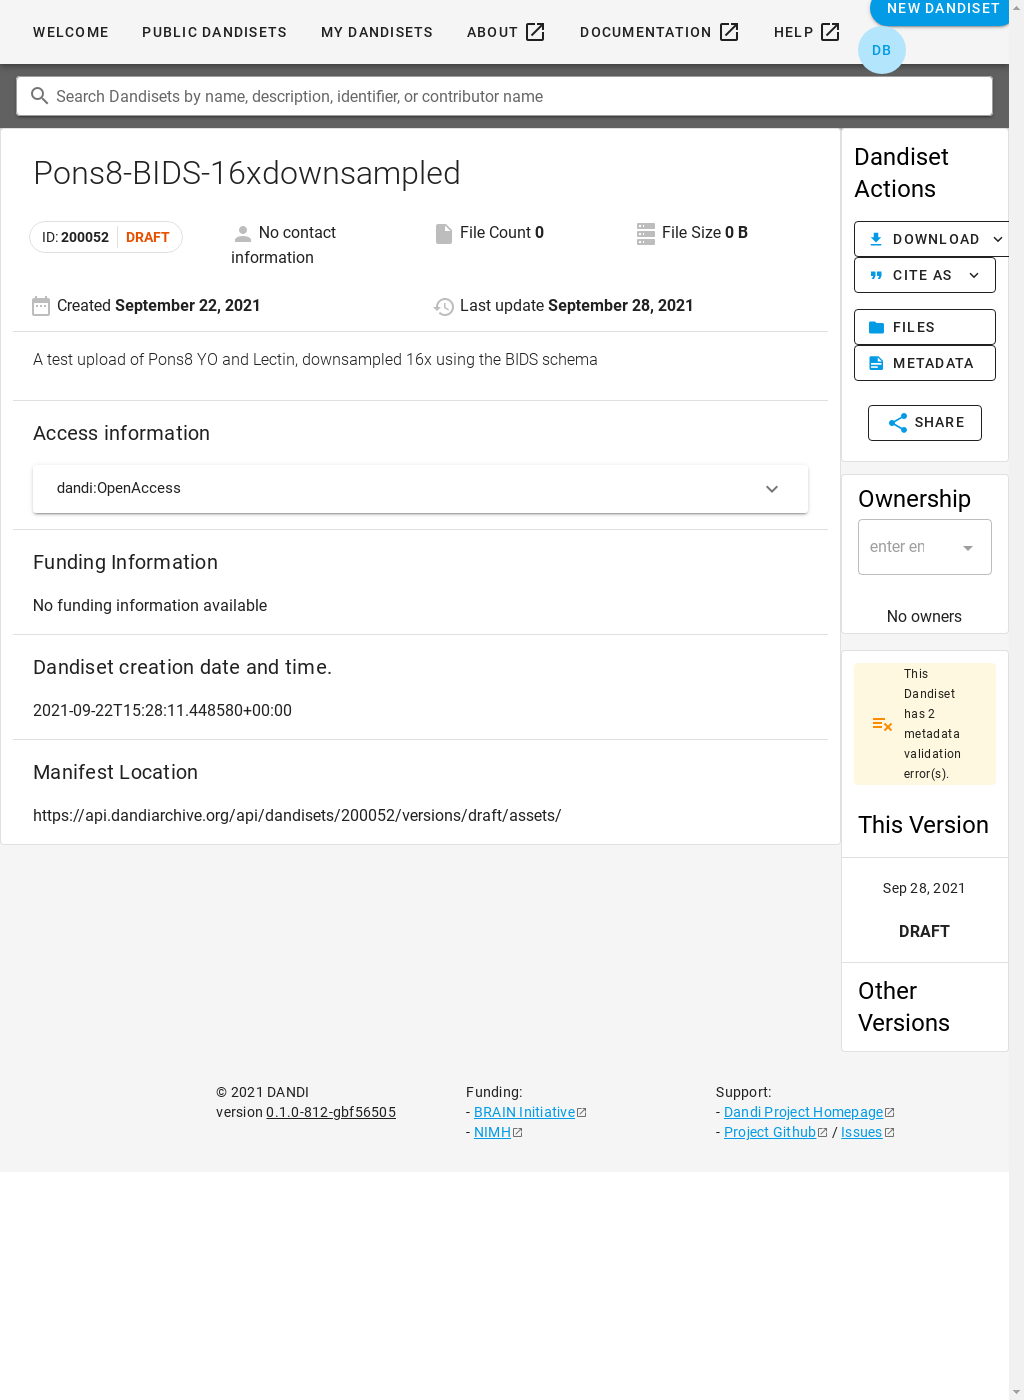 NEW DANDISET
WELCOME PUBLIC DANDISETS MY DANDISETS ABOUT DOCUMENTATION HELP
DB
Search Dandisets by name, description, identifier, or contributor name
Pons8-BIDS-16xdownsampled
ID: 200052 DRAFT
No contact information
File Count 0
File Size 0 B
Created September 22, 2021
Last update September 28, 2021
A test upload of Pons8 YO and Lectin, downsampled 16x using the BIDS schema
Access information
dandi:OpenAccess
Funding Information
No funding information available
Dandiset creation date and time.
2021-09-22T15:28:11.448580+00:00
Manifest Location
https://api.dandiarchive.org/api/dandisets/200052/versions/draft/assets/
Dandiset
Actions
DOWNLOAD
CITE AS
FILES
METADATA
SHARE
Ownership
enter en
No owners
This
Dandiset
has 2
metadata
validation
error(s).
This Version
Sep 28, 2021
DRAFT
Other
Versions
© 2021 DANDI
version 0.1.0-812-gbf56505
Funding:
- BRAIN Initiative
- NIMH
Support:
- Dandi Project Homepage
- Project Github / Issues